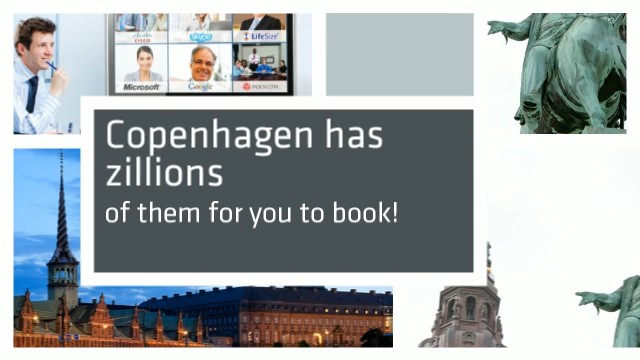 CISCO
skype
LifeSize
Microsoft
Google
POLYCOM
Copenhagen has
zillions
of them for you to book!